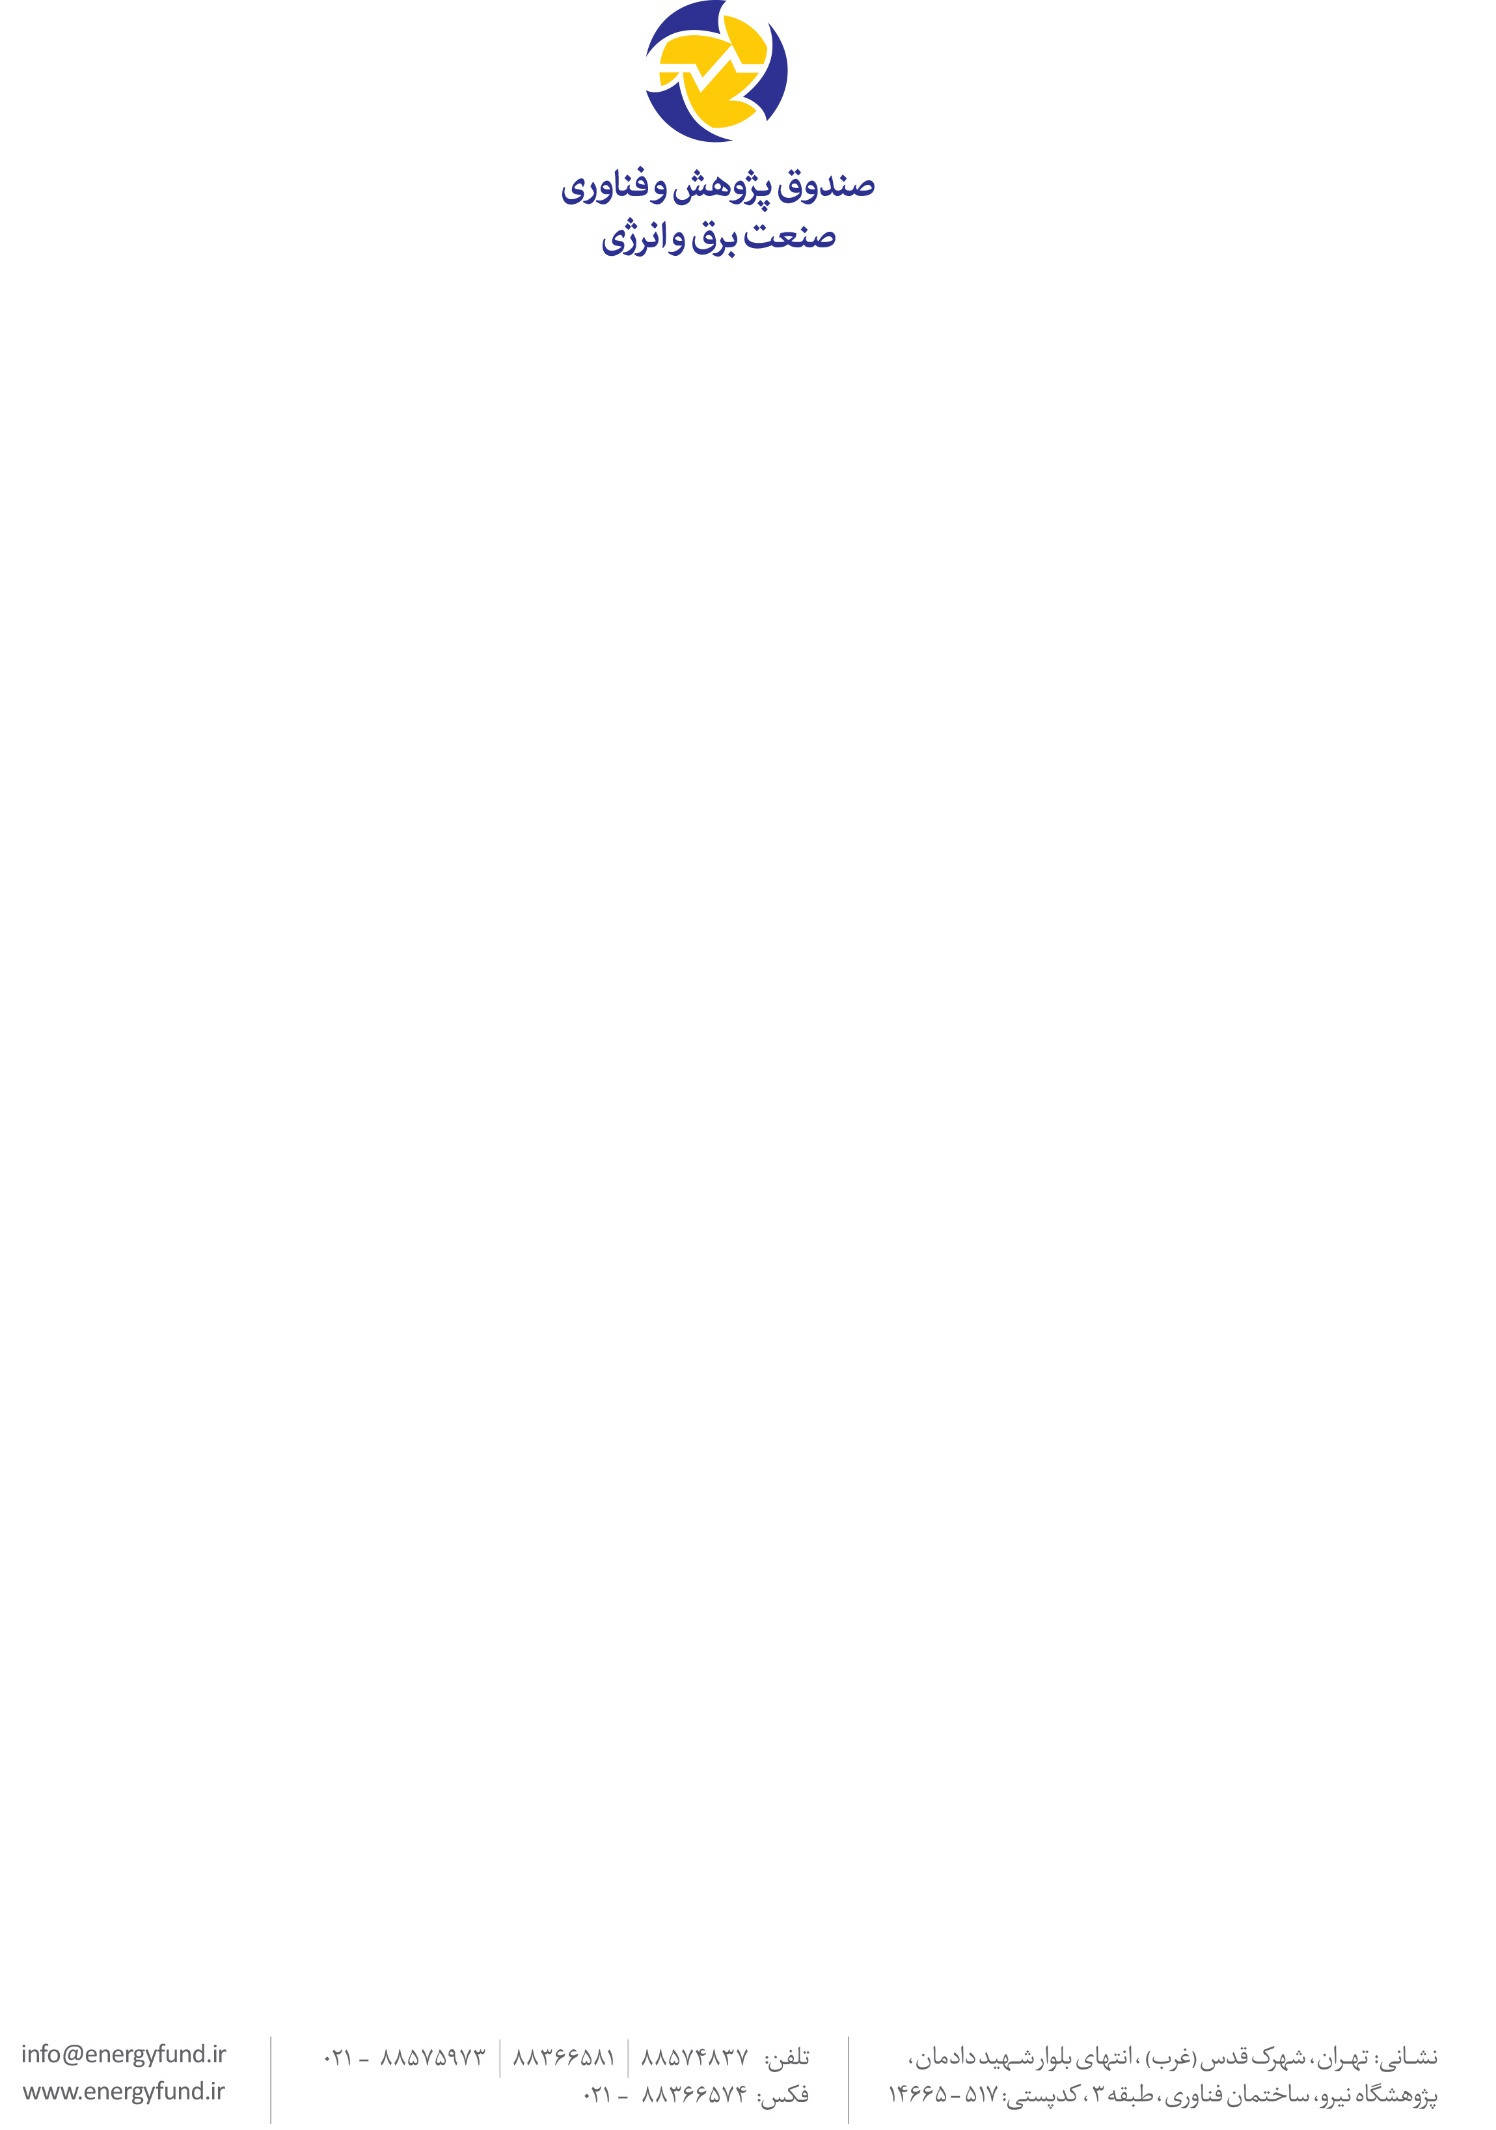 صندوق پژوهش و فناوری
صنعت برق و انرژی
نشانی: تهران، شهرک قدس (غرب)، انتهای بلوار شهید دادمان،
پژوهشگاه نیرو، ساختمان فناوری، طبقه ۳، کدپستی: ۵۱۷ - ۱۴۶۶۵
تلفن: ۸۸۵۷۴۸۳۷ | ۸۸۳۶۶۵۸۱ | ۸۸۵۷۵۹۷۳ - ۰۲۱
فکس: ۸۸۳۶۶۵۷۴ - ۰۲۱
info@energyfund.ir
www.energyfund.ir